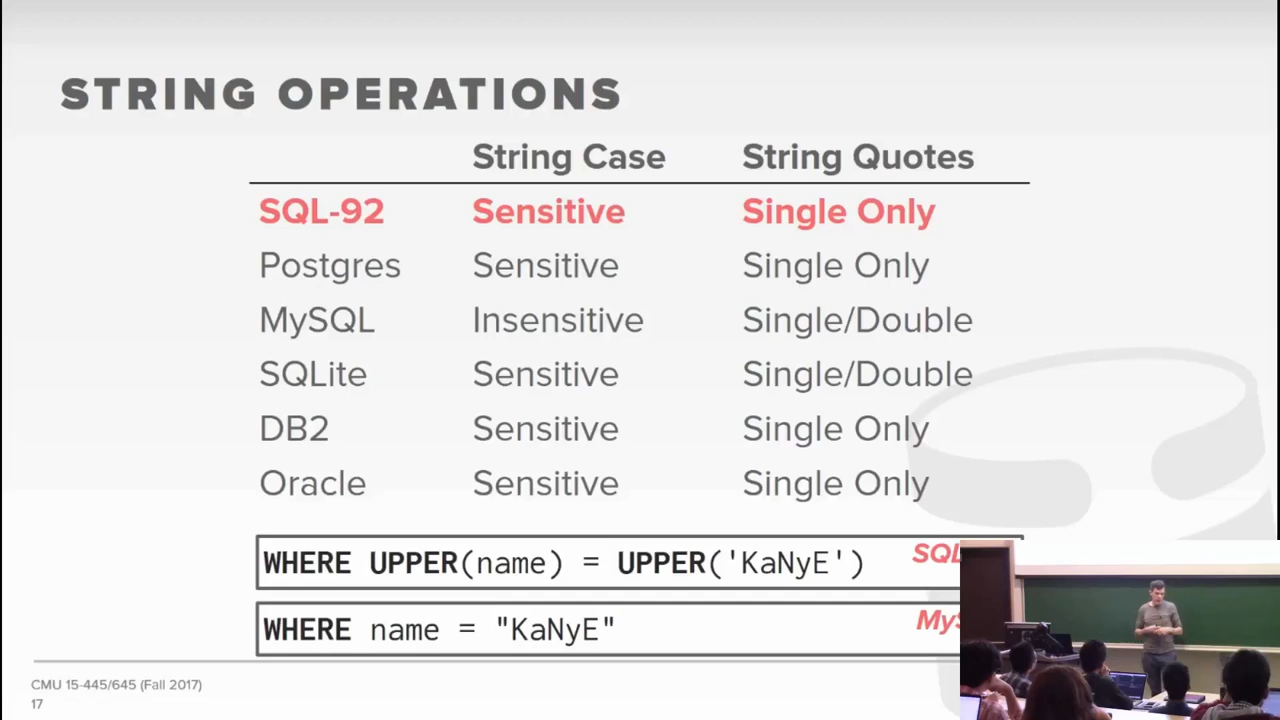 STRING OPERATIONS
String Case String Quotes
SQL-92 Sensitive Single Only
Postgres Sensitive Single Only
MySQL Insensitive Single/Double
SQLite Sensitive Single/Double
DB2 Sensitive Single Only
Oracle Sensitive Single Only
WHERE UPPER(name) = UPPER('KaNyE') SQL
WHERE name = "KaNyE" MyS
CMU 15-445/645 (Fall 2017)
17